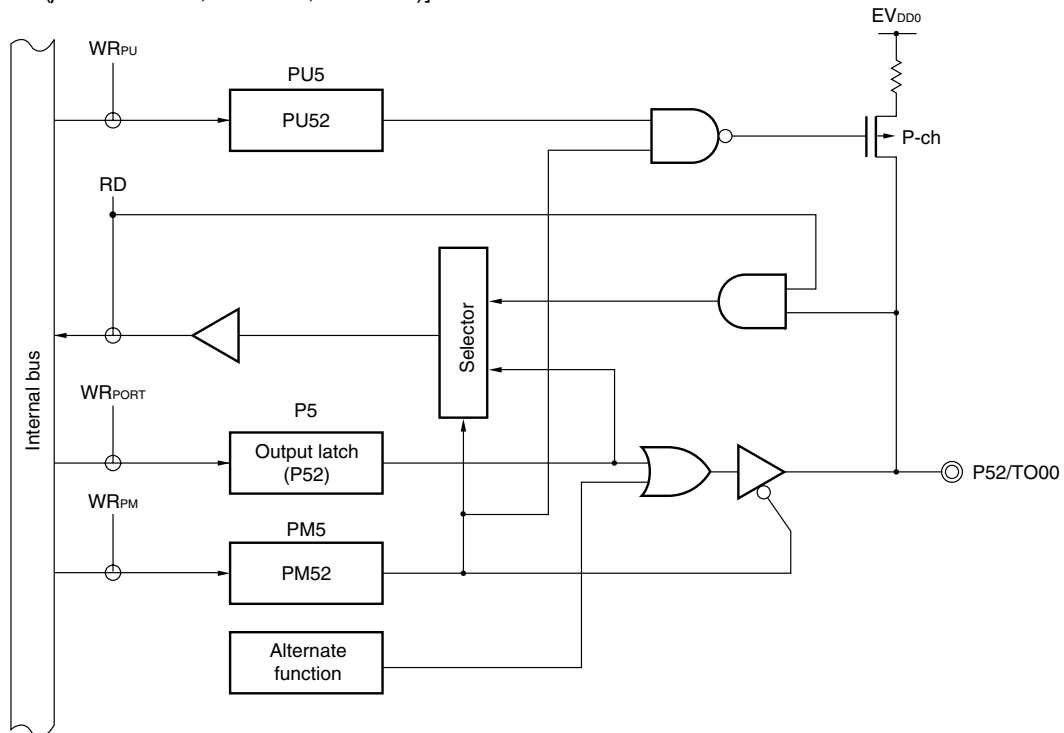 EVDD0
WRPU
PU5
PU52
P-ch
RD
Selector
Internal bus
WRPORT
P5
Output latch
(P52)
P52/TO00
WRPM
PM5
PM52
Alternate
function